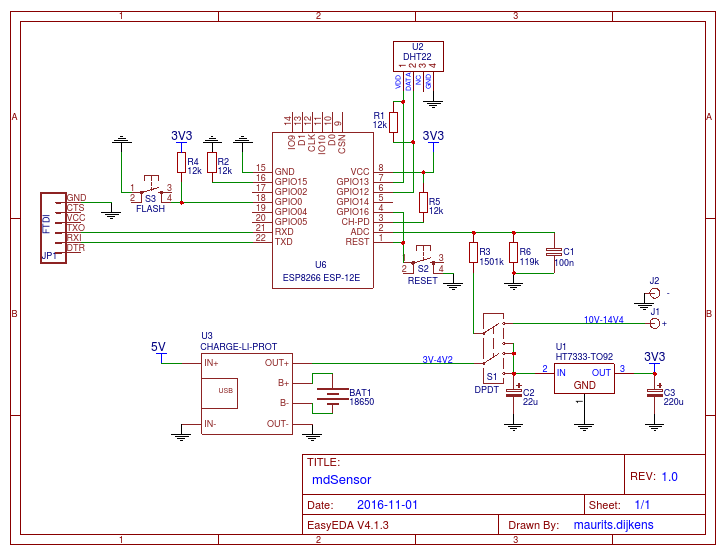 1 2 3
A A
B B
U2
DHT22
1 2 3 4
VDD DATA NC GND
R1
12k
14 13 12 11 10 9
IO9 D1 CLK IO10 D0 CSN
3V3
R4
12k
R2
12k
3V3
15 GND
16 GPIO15
17 GPIO02
18 GPIO0
19 GPIO04
20 GPIO05
21 RXD
22 TXD
VCC 8
GPIO13 7
GPIO12 6
GPIO14 5
GPIO16 4
CH-PD 3
ADC 2
REST 1
U6
ESP8266 ESP-12E
R5
12k
1 3
2 4
S3
FLASH
FTDI
JP1
GND
CTS
VCC
TXO
RXI
DTR
1 3
2 4
S2
RESET
R3
1501k
R6
119k
C1
100n
J2
-
J1
+
10V-14V4
5V
U3
CHARGE-LI-PROT
IN+
USB
IN-
OUT+
B+
B-
OUT-
3V-4V2
BAT1
18650
S1
DPDT
U1
HT7333-TO92
2 IN OUT 3
GND
1
3V3
C2
22u
C3
220u
TITLE:
mdSensor
REV: 1.0
Date: 2016-11-01
Sheet: 1/1
EasyEDA V4.1.3
Drawn By: maurits.dijkens
1 2 3